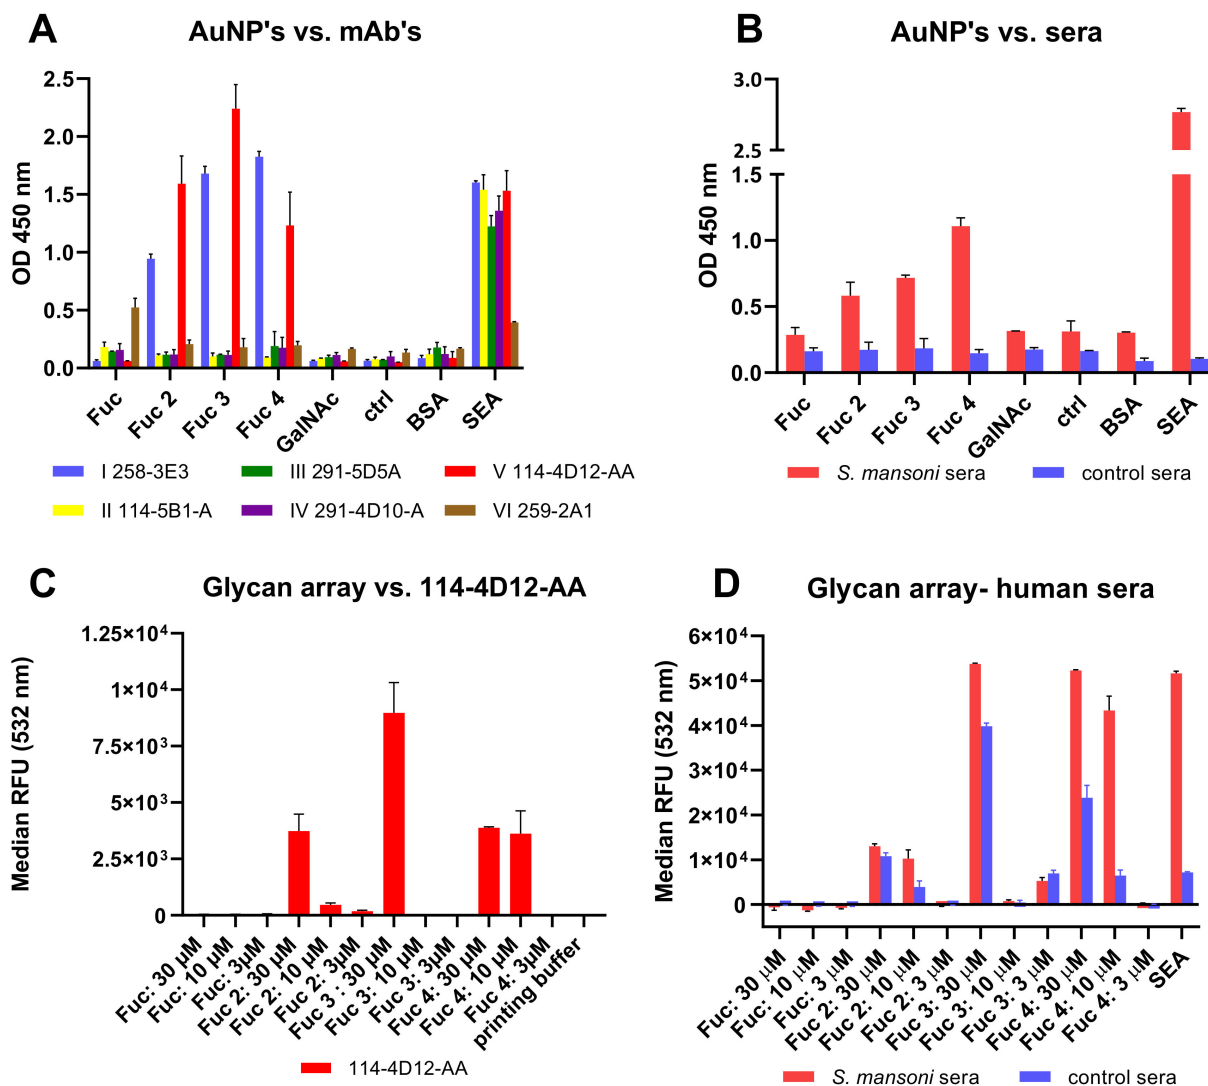 A
AuNP's vs. mAb's
OD 450 nm
2.5
2.0
1.5
1.0
0.5
0.0
Fuc
Fuc 2
Fuc 3
Fuc 4
GalNAc
ctrl
BSA
SEA
I 258-3E3
III 291-5D5A
V 114-4D12-AA
II 114-5B1-A
IV 291-4D10-A
VI 259-2A1
B
AuNP's vs. sera
OD 450 nm
3.0
2.5
1.5
1.0
0.5
0.0
Fuc
Fuc 2
Fuc 3
Fuc 4
GalNAc
ctrl
BSA
SEA
S. mansoni sera
control sera
C
Glycan array vs. 114-4D12-AA
Median RFU (532 nm)
1.25×10⁴
1×10⁴
7.5×10³
5×10³
2.5×10³
0
Fuc: 30 µM
Fuc: 10 µM
Fuc: 3µM
Fuc 2: 30 µM
Fuc 2: 10 µM
Fuc 2: 3µM
Fuc 3 : 30 µM
Fuc 3: 10 µM
Fuc 3: 3µM
Fuc 4: 30 µM
Fuc 4: 10 µM
Fuc 4: 3µM
printing buffer
114-4D12-AA
D
Glycan array- human sera
Median RFU (532 nm)
6×10⁴
5×10⁴
4×10⁴
3×10⁴
2×10⁴
1×10⁴
0
Fuc: 30 µM
Fuc: 10 µM
Fuc: 3 µM
Fuc 2: 30 µM
Fuc 2: 10 µM
Fuc 2: 3 µM
Fuc 3: 30 µM
Fuc 3: 10 µM
Fuc 3: 3 µM
Fuc 4: 30 µM
Fuc 4: 10 µM
Fuc 4: 3 µM
SEA
S. mansoni sera
control sera